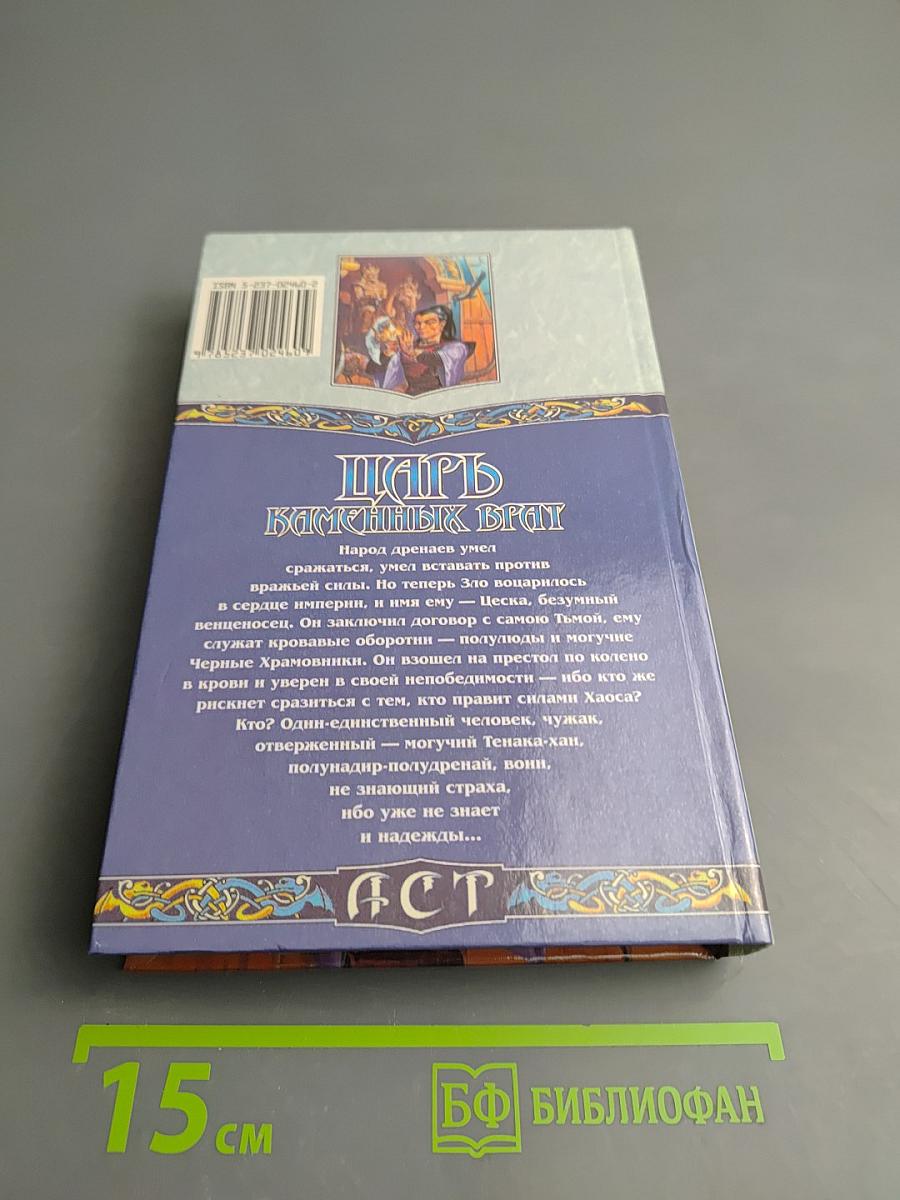 ISBN 5-237-02460-2
9 785237 024607
ЦАРЬ
КАМЕННЫХ ВРАТ
Народ дренаев умел
сражаться, умел вставать против
вражьей силы. Но теперь Зло воцарилось
в сердце империи, и имя ему — Цеска, безумный
венценосец. Он заключил договор с самою Тьмой, ему
служат кровавые оборотни — полулюды и могучие
Черные Храмовники. Он взошел на престол по колено
в крови и уверен в своей непобедимости — ибо кто же
рискнет сразиться с тем, кто правит силами Хаоса?
Кто? Один-единственный человек, чужак,
отверженный — могучий Тенака-хан,
полунадир-полудренай, воин,
не знающий страха,
ибо уже не знает
и надежды...
АСТ
15 см
БФ БИБЛИОФАН